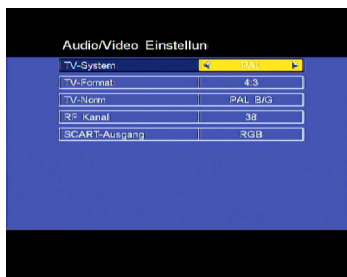 Audio/Video Einstellun
TV-System PAL
TV-Format 4:3
TV-Norm PAL B/G
RF Kanal 38
SCART-Ausgang RGB